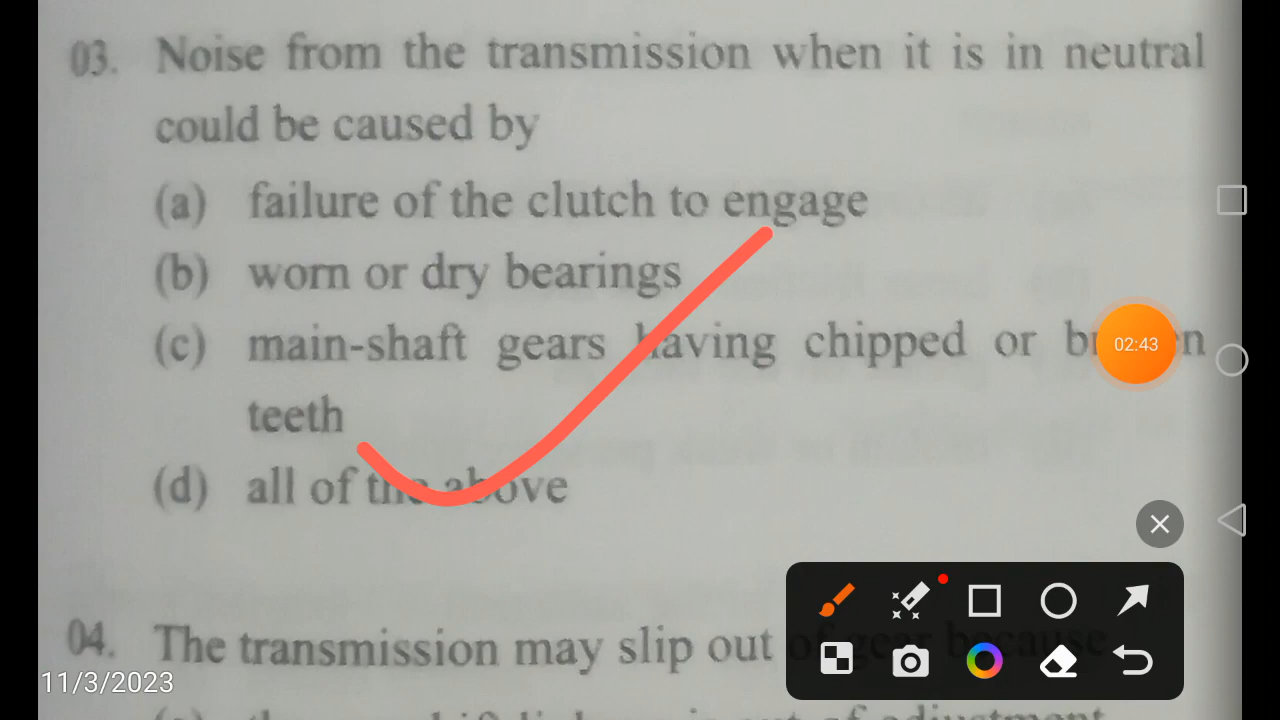 03. Noise from the transmission when it is in neutral
could be caused by
(a) failure of the clutch to engage
(b) worn or dry bearings
(c) main-shaft gears having chipped or
teeth
(d) all of the above
02:43
04. The transmission may slip out of gear because
11/3/2023